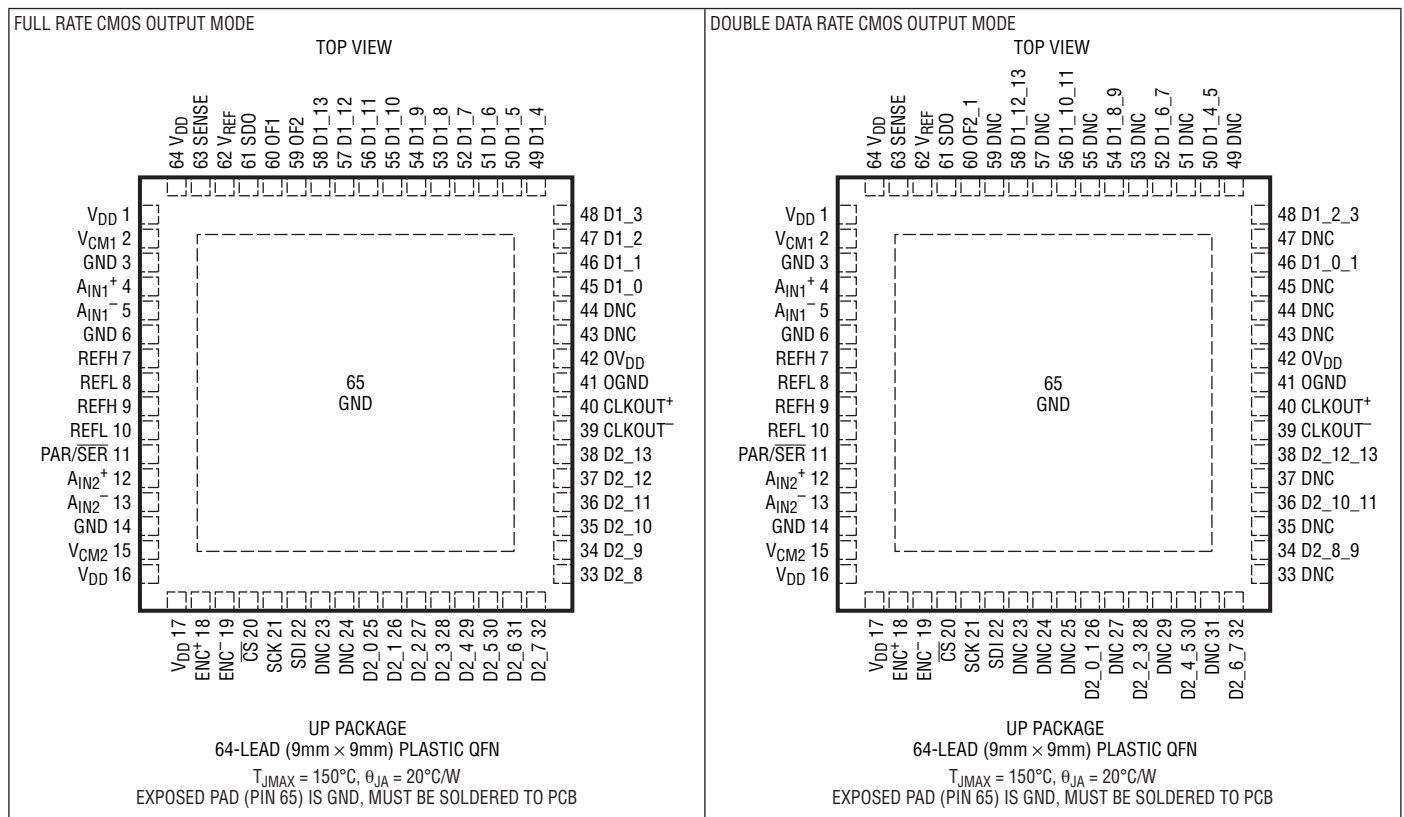 FULL RATE CMOS OUTPUT MODE
TOP VIEW
64 VDD
63 SENSE
62 VREF
61 SDO
60 OF1
59 OF2
58 D1_13
57 D1_12
56 D1_11
55 D1_10
54 D1_9
53 D1_8
52 D1_7
51 D1_6
50 D1_5
49 D1_4
VDD 1
VCM1 2
GND 3
AIN1+ 4
AIN1– 5
GND 6
REFH 7
REFL 8
REFH 9
REFL 10
PAR/SER 11
AIN2+ 12
AIN2– 13
GND 14
VCM2 15
VDD 16
65
GND
48 D1_3
47 D1_2
46 D1_1
45 D1_0
44 DNC
43 DNC
42 OVDD
41 OGND
40 CLKOUT+
39 CLKOUT–
38 D2_13
37 D2_12
36 D2_11
35 D2_10
34 D2_9
33 D2_8
VDD 17
ENC+ 18
ENC– 19
CS 20
SCK 21
SDI 22
DNC 23
DNC 24
D2_0 25
D2_1 26
D2_2 27
D2_3 28
D2_4 29
D2_5 30
D2_6 31
D2_7 32
UP PACKAGE
64-LEAD (9mm × 9mm) PLASTIC QFN
TJMAX = 150°C, θJA = 20°C/W
EXPOSED PAD (PIN 65) IS GND, MUST BE SOLDERED TO PCB
DOUBLE DATA RATE CMOS OUTPUT MODE
TOP VIEW
64 VDD
63 SENSE
62 VREF
61 SDO
60 OF2_1
59 DNC
58 D1_12_13
57 DNC
56 D1_10_11
55 DNC
54 D1_8_9
53 DNC
52 D1_6_7
51 DNC
50 D1_4_5
49 DNC
VDD 1
VCM1 2
GND 3
AIN1+ 4
AIN1– 5
GND 6
REFH 7
REFL 8
REFH 9
REFL 10
PAR/SER 11
AIN2+ 12
AIN2– 13
GND 14
VCM2 15
VDD 16
65
GND
48 D1_2_3
47 DNC
46 D1_0_1
45 DNC
44 DNC
43 DNC
42 OVDD
41 OGND
40 CLKOUT+
39 CLKOUT–
38 D2_12_13
37 DNC
36 D2_10_11
35 DNC
34 D2_8_9
33 DNC
VDD 17
ENC+ 18
ENC– 19
CS 20
SCK 21
SDI 22
DNC 23
DNC 24
DNC 25
D2_0_1 26
DNC 27
D2_2_3 28
DNC 29
D2_4_5 30
DNC 31
D2_6_7 32
UP PACKAGE
64-LEAD (9mm × 9mm) PLASTIC QFN
TJMAX = 150°C, θJA = 20°C/W
EXPOSED PAD (PIN 65) IS GND, MUST BE SOLDERED TO PCB